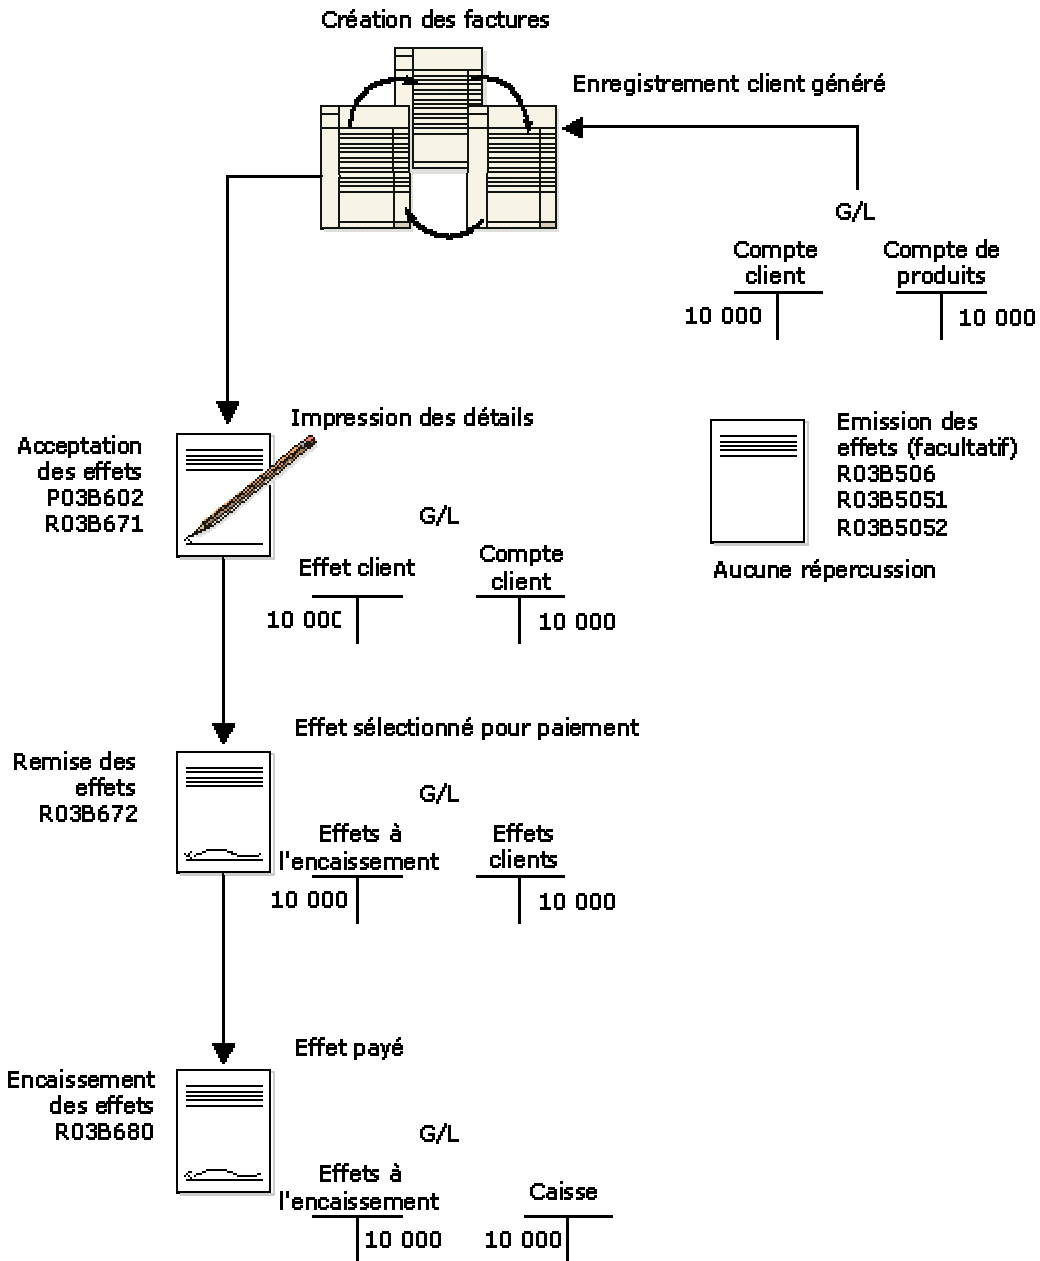 Création des factures
Enregistrement client généré
G/L
Compte
client
Compte de
produits
10 000
10 000
Impression des détails
Acceptation
des effets
P03B602
R03B671
G/L
Effet client
Compte
client
10 000
10 000
Emission des
effets (facultatif)
R03B506
R03B5051
R03B5052
Aucune répercussion
Effet sélectionné pour paiement
Remise des
effets
R03B672
G/L
Effets à
l'encaissement
Effets
clients
10 000
10 000
Effet payé
Encaissement
des effets
R03B680
G/L
Effets à
l'encaissement
Caisse
10 000
10 000